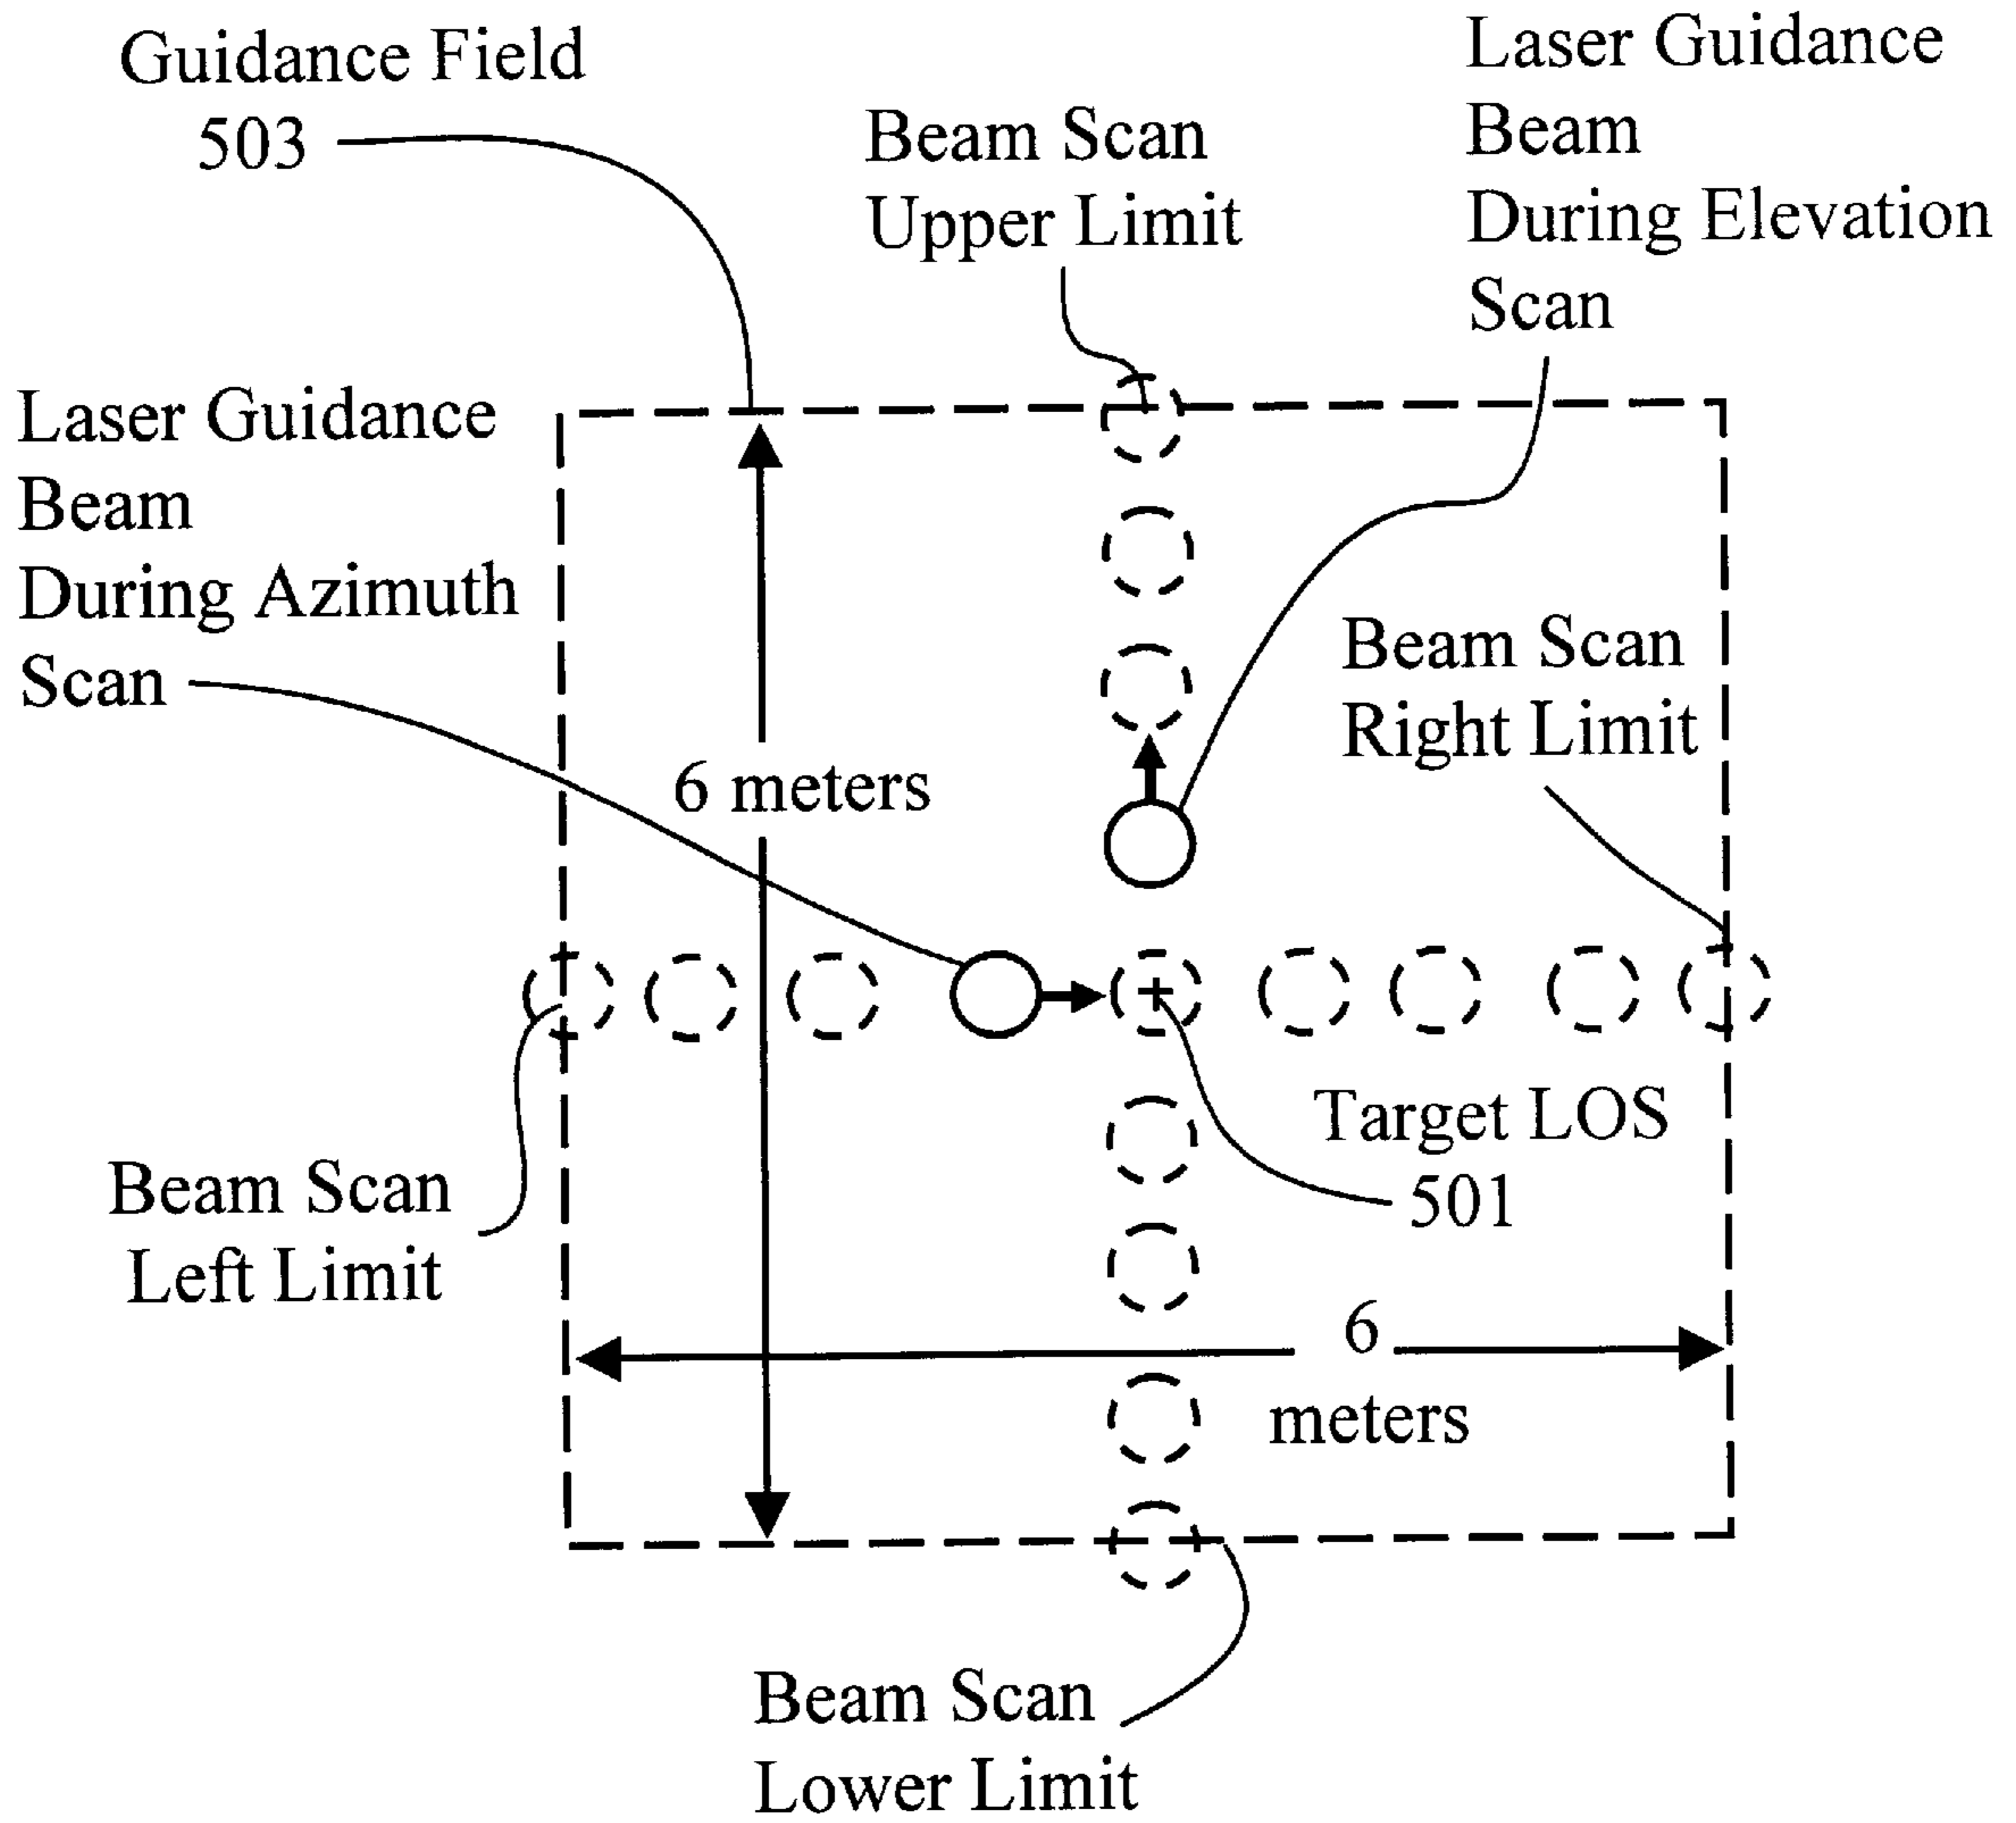 Guidance Field
503
Beam Scan
Upper Limit
Laser Guidance
Beam
During Elevation
Scan
Laser Guidance
Beam
During Azimuth
Scan
6 meters
Beam Scan
Right Limit
Target LOS
501
Beam Scan
Left Limit
6
meters
Beam Scan
Lower Limit